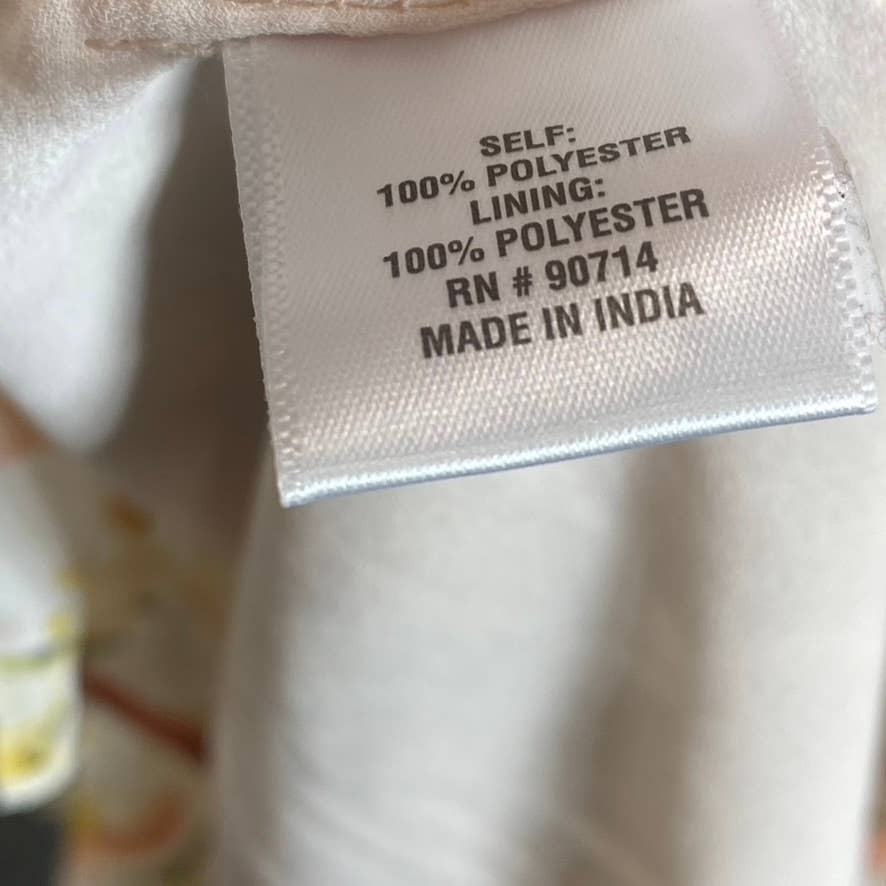 SELF:
100% POLYESTER
LINING:
100% POLYESTER
RN # 90714
MADE IN INDIA